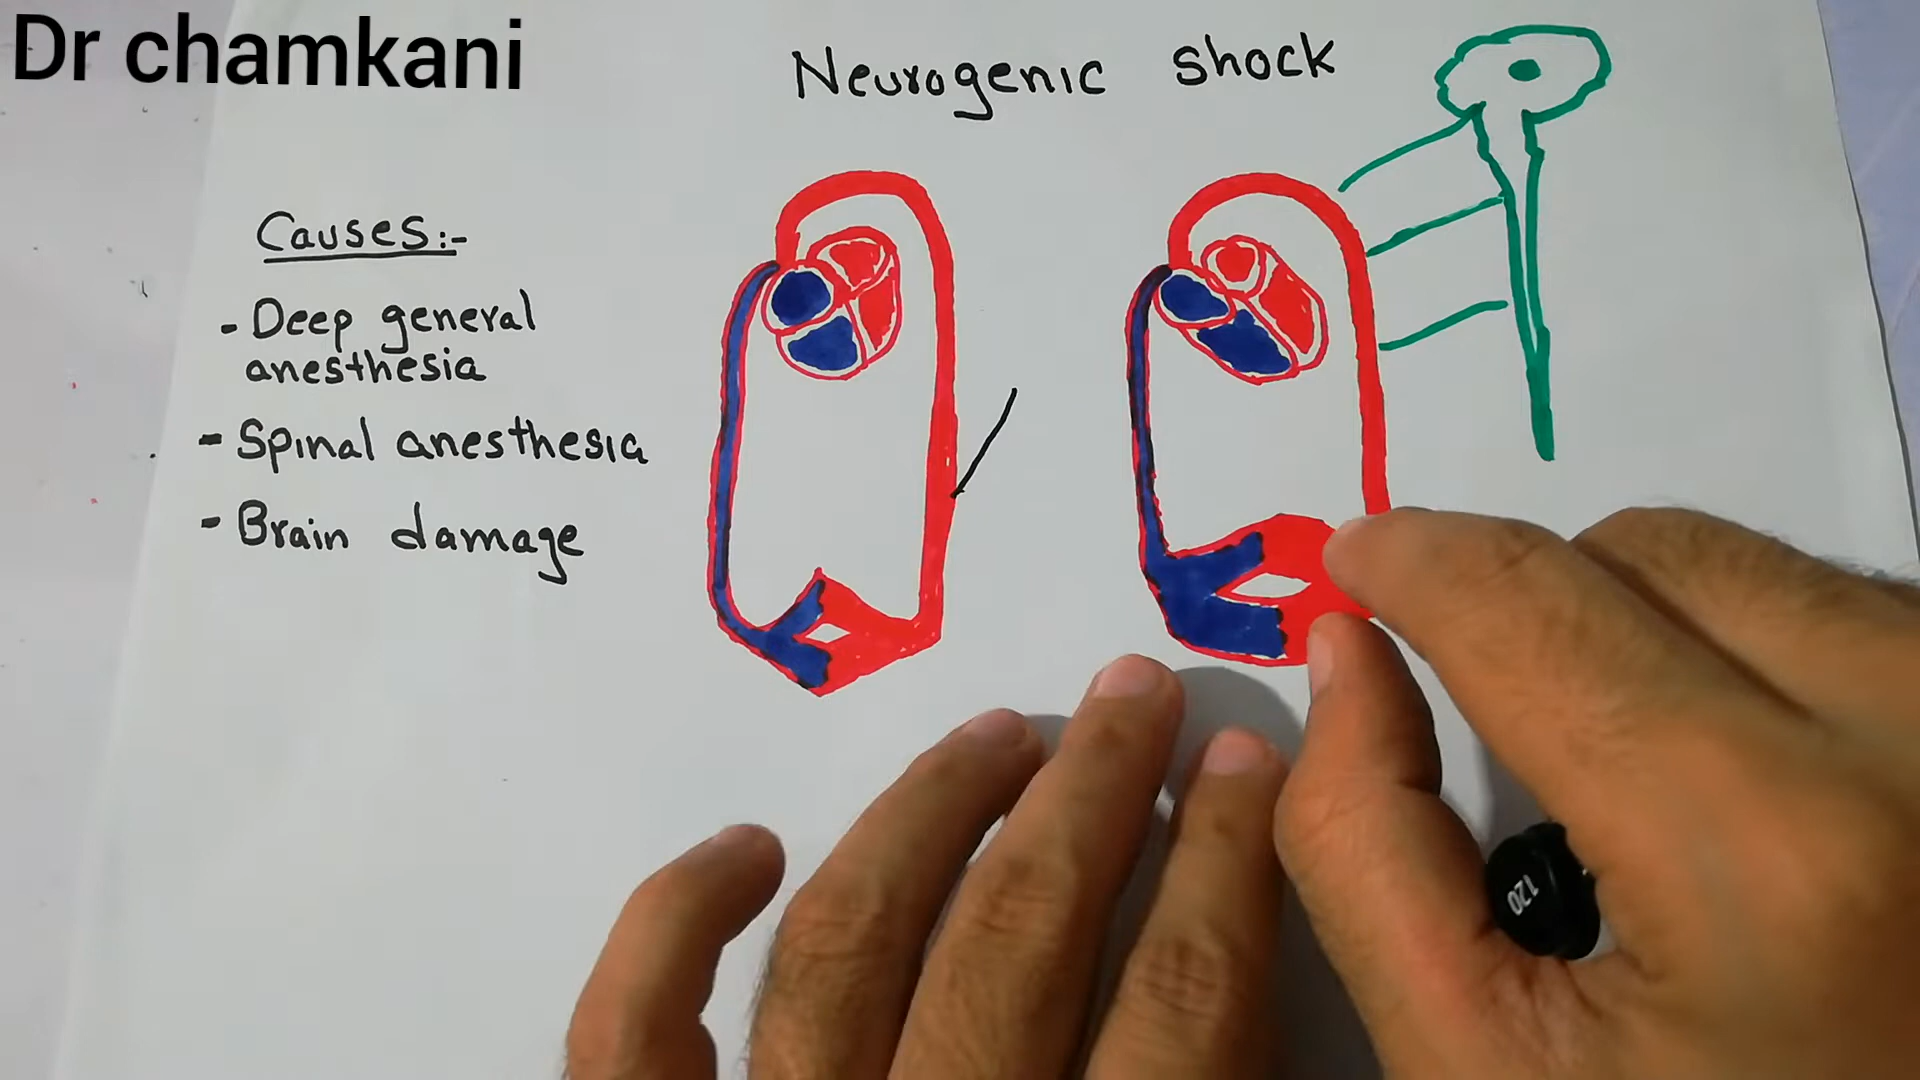 Dr chamkani
Neurogenic shock
Causes:-
- Deep general
anesthesia
- Spinal anesthesia
- Brain damage
120